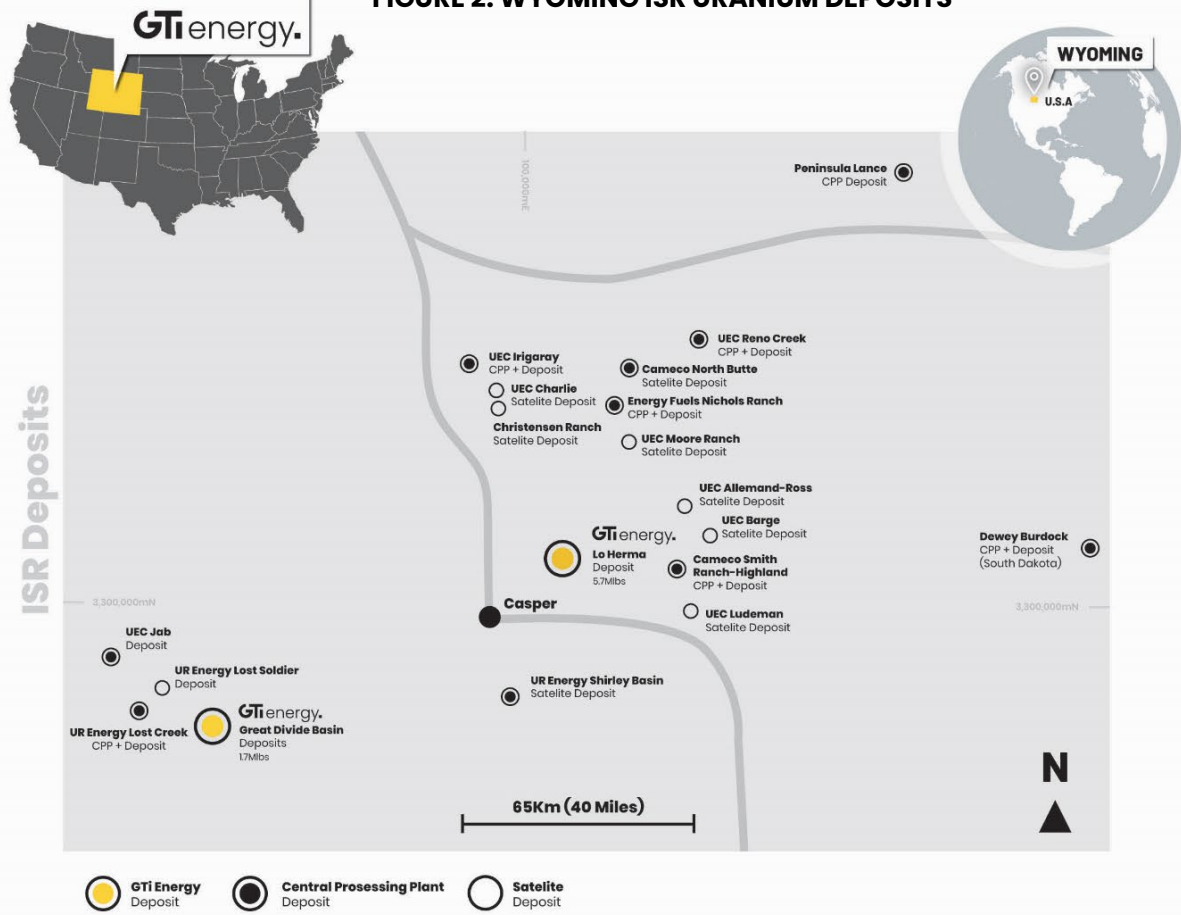 FIGURE 2. WYOMING ISR URANIUM DEPOSITS
GTi energy.
WYOMING
U.S.A
100,000mE
Peninsula Lance
CPP Deposit
UEC Reno Creek
CPP + Deposit
UEC Irigaray
CPP + Deposit
Cameco North Butte
Satelite Deposit
UEC Charlie
Satelite Deposit
Energy Fuels Nichols Ranch
CPP + Deposit
Christensen Ranch
Satelite Deposit
UEC Moore Ranch
Satelite Deposit
UEC Allemand-Ross
Satelite Deposit
UEC Barge
Satelite Deposit
GTi energy.
Lo Herma
Deposit
5.7Mlbs
Cameco Smith
Ranch-Highland
CPP + Deposit
Dewey Burdock
CPP + Deposit
(South Dakota)
ISR Deposits
3,300,000mN
3,300,000mN
Casper
UEC Ludeman
Satelite Deposit
UEC Jab
Deposit
UR Energy Lost Soldier
Deposit
UR Energy Shirley Basin
Satelite Deposit
UR Energy Lost Creek
CPP + Deposit
GTi energy.
Great Divide Basin
Deposits
1.7Mlbs
65Km (40 Miles)
N
GTi Energy
Deposit
Central Prosessing Plant
Deposit
Satelite
Deposit